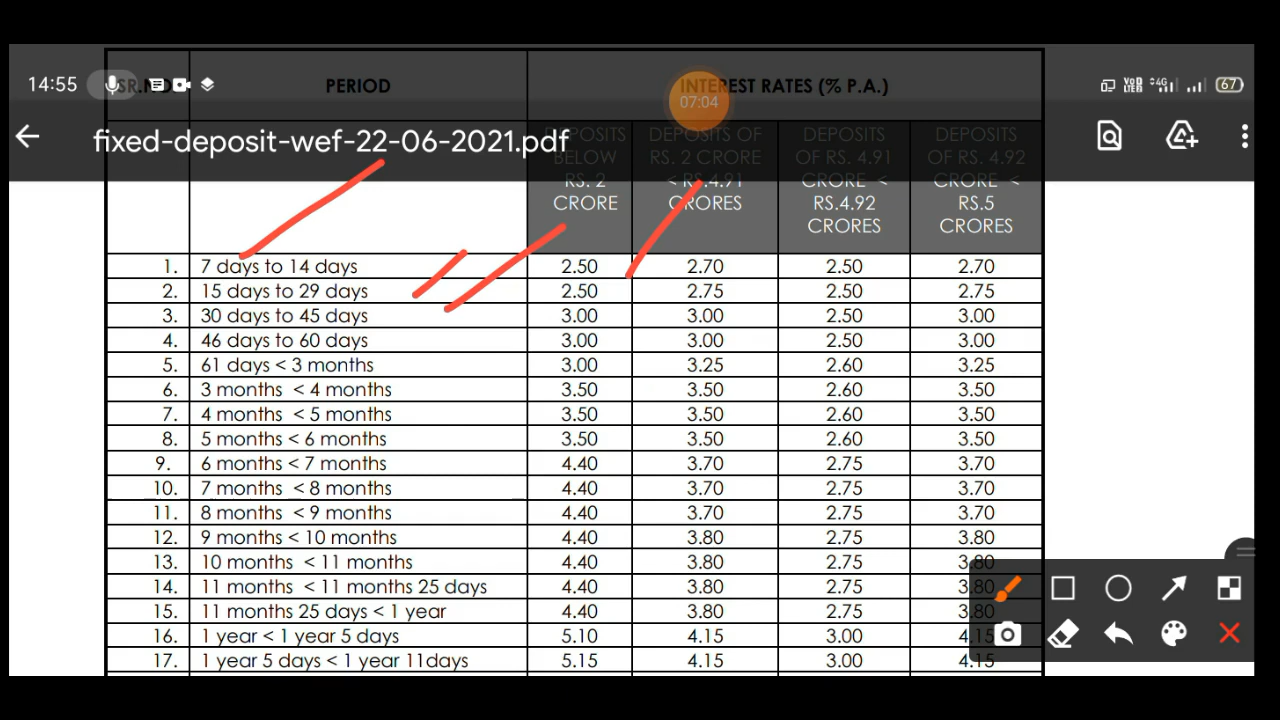 14:55
67
SR.NO
PERIOD
INTEREST RATES (% P.A.)
07:04
fixed-deposit-wef-22-06-2021.pdf
DEPOSITS BELOW RS. 2 CRORE
DEPOSITS OF RS. 2 CRORE < RS.4.91 CRORES
DEPOSITS OF RS. 4.91 CRORE < RS.4.92 CRORES
DEPOSITS OF RS. 4.92 CRORE < RS.5 CRORES
1. 7 days to 14 days 2.50 2.70 2.50 2.70
2. 15 days to 29 days 2.50 2.75 2.50 2.75
3. 30 days to 45 days 3.00 3.00 2.50 3.00
4. 46 days to 60 days 3.00 3.00 2.50 3.00
5. 61 days < 3 months 3.00 3.25 2.60 3.25
6. 3 months < 4 months 3.50 3.50 2.60 3.50
7. 4 months < 5 months 3.50 3.50 2.60 3.50
8. 5 months < 6 months 3.50 3.50 2.60 3.50
9. 6 months < 7 months 4.40 3.70 2.75 3.70
10. 7 months < 8 months 4.40 3.70 2.75 3.70
11. 8 months < 9 months 4.40 3.70 2.75 3.70
12. 9 months < 10 months 4.40 3.80 2.75 3.80
13. 10 months < 11 months 4.40 3.80 2.75 3.80
14. 11 months < 11 months 25 days 4.40 3.80 2.75 3.80
15. 11 months 25 days < 1 year 4.40 3.80 2.75 3.80
16. 1 year < 1 year 5 days 5.10 4.15 3.00 4.15
17. 1 year 5 days < 1 year 11days 5.15 4.15 3.00 4.15